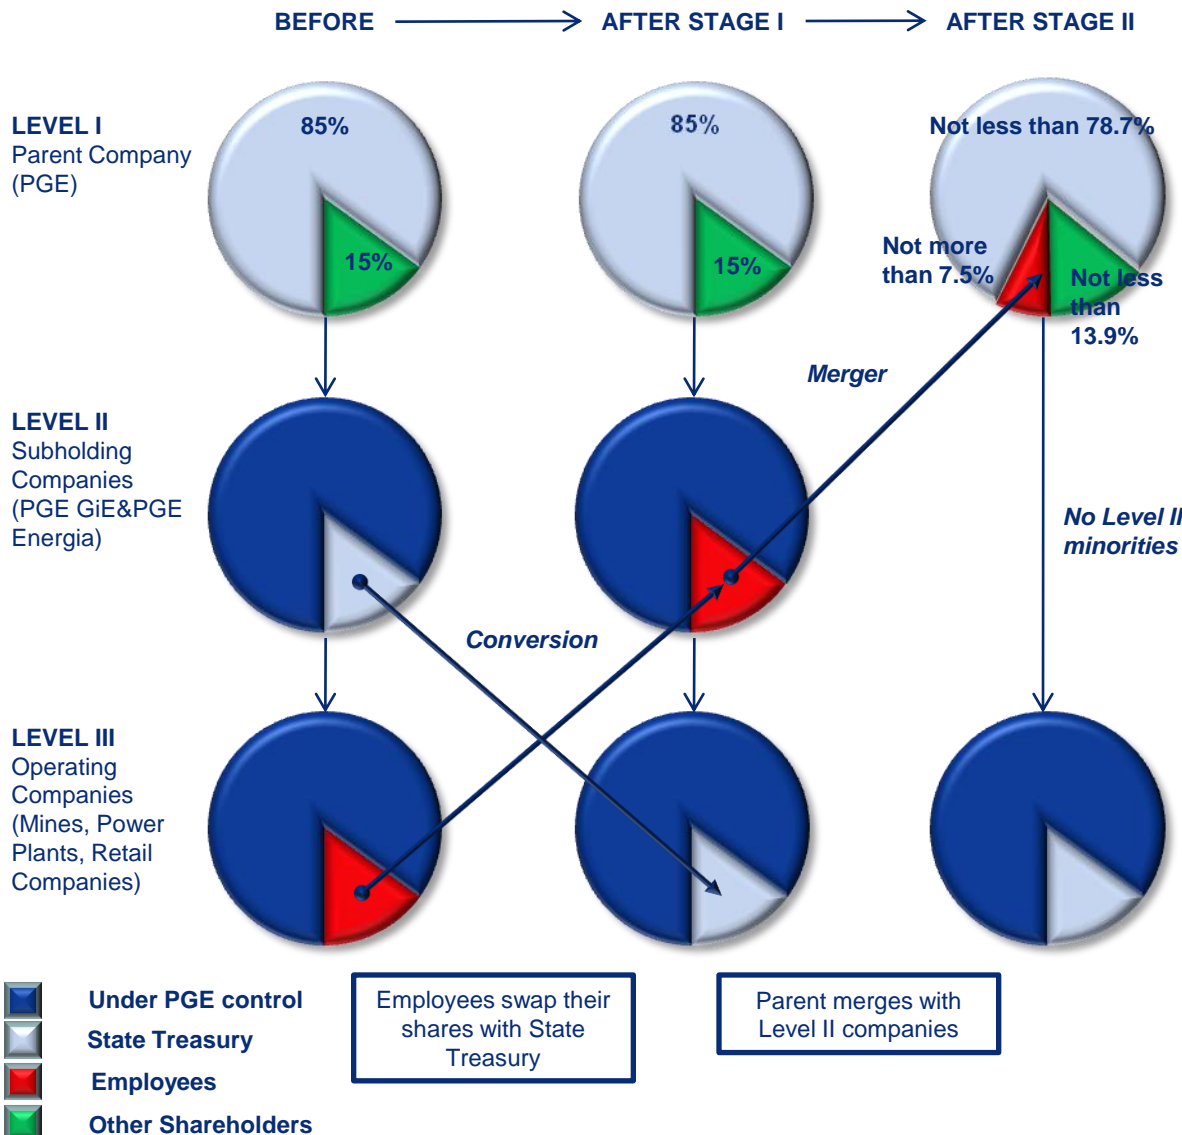 BEFORE
AFTER STAGE I
AFTER STAGE II
LEVEL I
Parent Company
(PGE)
85%
15%
85%
15%
Not less than 78.7%
Not more
than 7.5%
Not less
than
13.9%
Merger
LEVEL II
Subholding
Companies
(PGE GiE&PGE
Energia)
No Level II
minorities
Conversion
LEVEL III
Operating
Companies
(Mines, Power
Plants, Retail
Companies)
Under PGE control
State Treasury
Employees
Other Shareholders
Employees swap their
shares with State
Treasury
Parent merges with
Level II companies